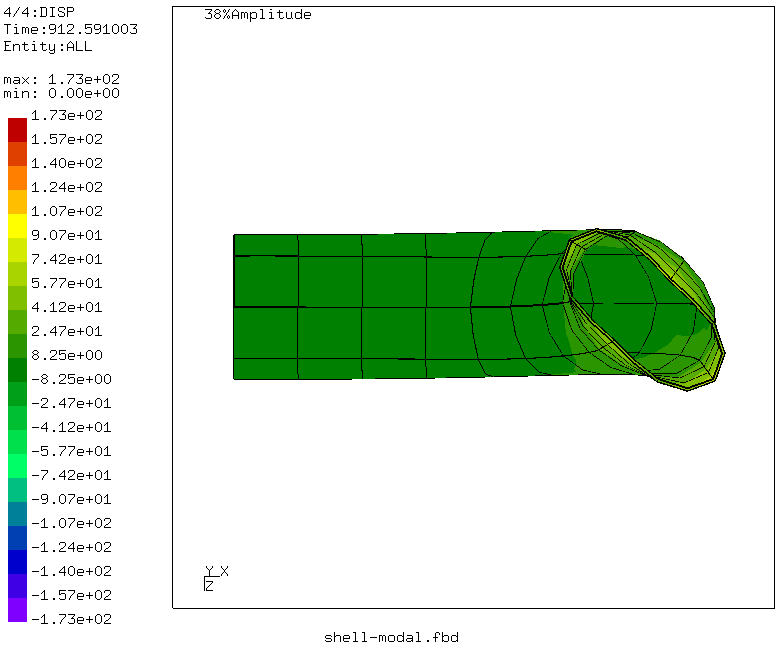 4/4:DISP
Time:912.591003
Entity:ALL
max: 1.73e+02
min: 0.00e+00
1.73e+02
1.57e+02
1.40e+02
1.24e+02
1.07e+02
9.07e+01
7.42e+01
5.77e+01
4.12e+01
2.47e+01
8.25e+00
-8.25e+00
-2.47e+01
-4.12e+01
-5.77e+01
-7.42e+01
-9.07e+01
-1.07e+02
-1.24e+02
-1.40e+02
-1.57e+02
-1.73e+02
38%Amplitude
Y X
Z
shell-modal.fbd